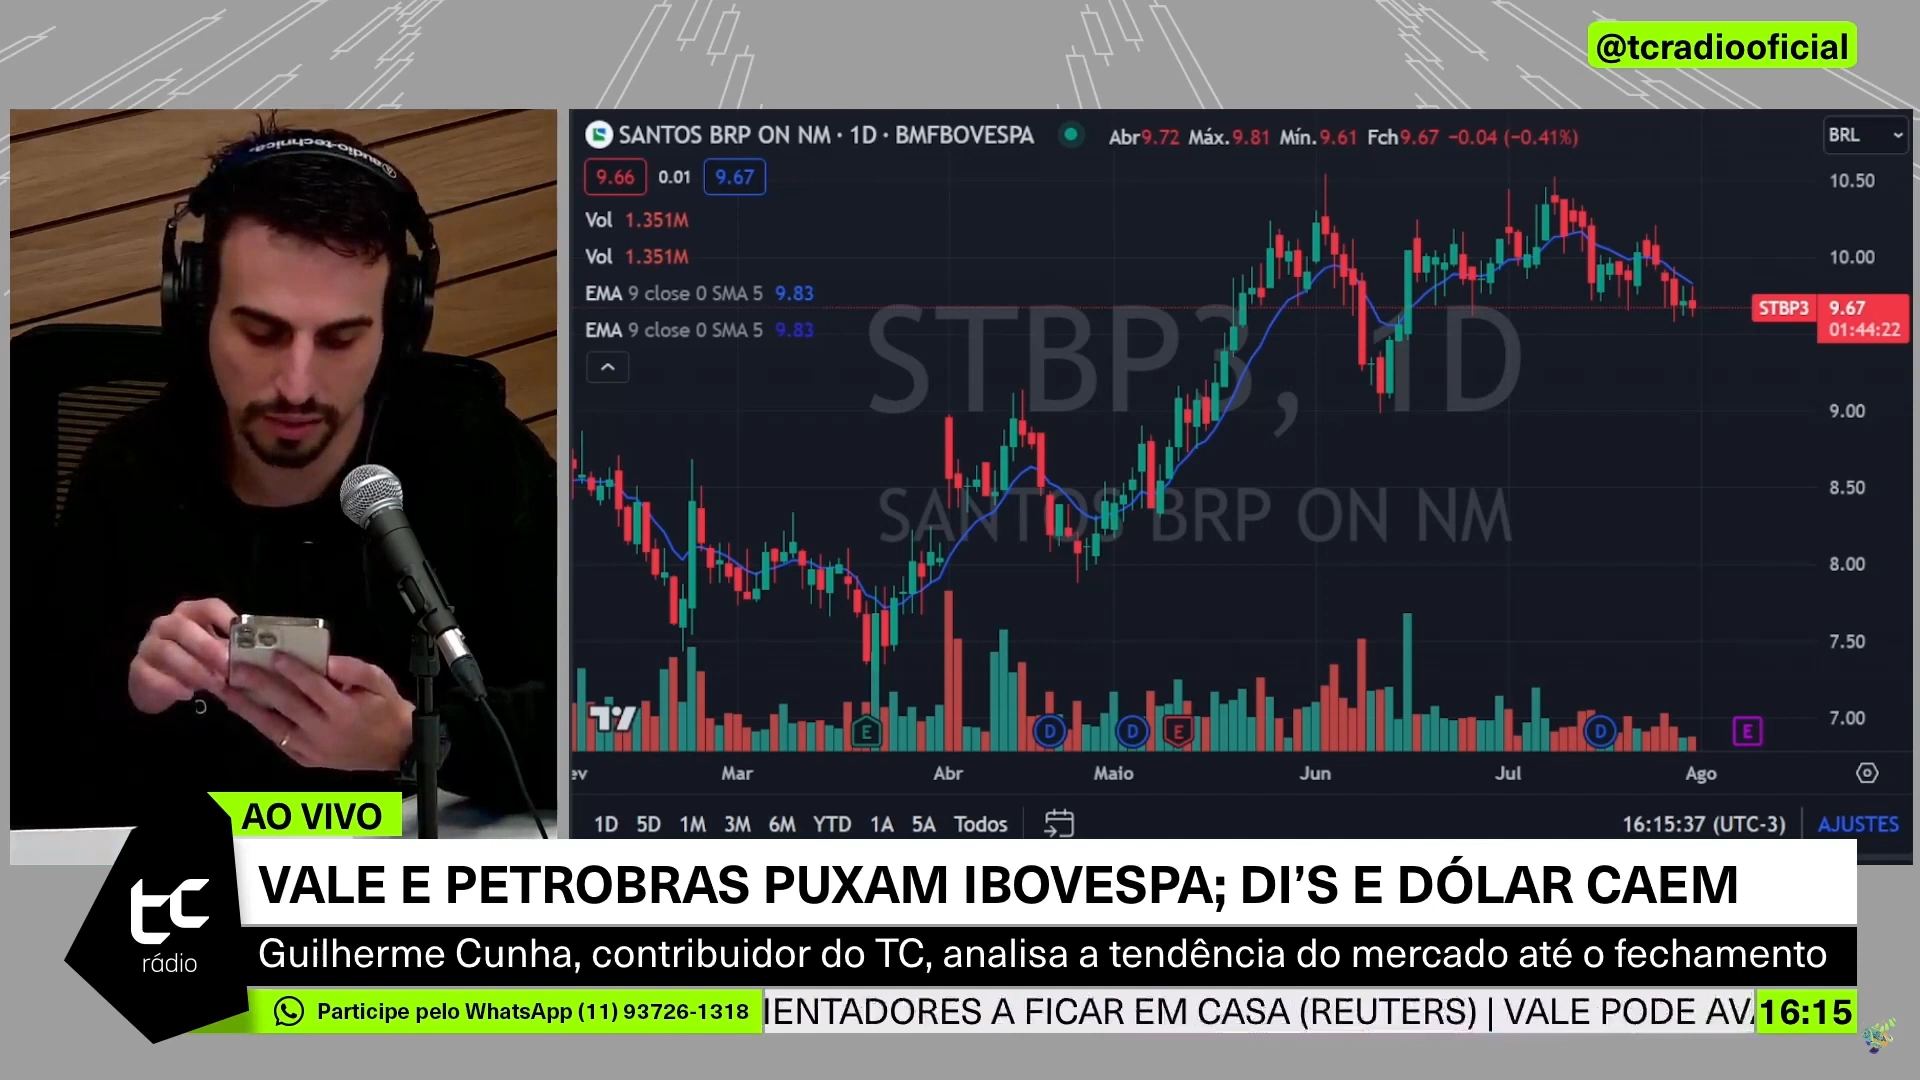 @tcradiooficial
SANTOS BRP ON NM · 1D · BMFBOVESPA
Abr9.72 Máx.9.81 Mín.9.61 Fch9.67 −0.04 (−0.41%)
BRL
9.66 0.01 9.67
Vol 1.351M
Vol 1.351M
EMA 9 close 0 SMA 5 9.83
EMA 9 close 0 SMA 5 9.83
audio-technica
STBP3, 1D
SANTOS BRP ON NM
10.50
10.00
STBP3 9.67
01:44:22
9.00
8.50
8.00
7.50
7.00
E D D E D E
ev Mar Abr Maio Jun Jul Ago
1D 5D 1M 3M 6M YTD 1A 5A Todos
16:15:37 (UTC-3) AJUSTES
AO VIVO
tc
rádio
VALE E PETROBRAS PUXAM IBOVESPA; DI’S E DÓLAR CAEM
Guilherme Cunha, contribuidor do TC, analisa a tendência do mercado até o fechamento
Participe pelo WhatsApp (11) 93726-1318
IENTADORES A FICAR EM CASA (REUTERS) | VALE PODE AVA
16:15